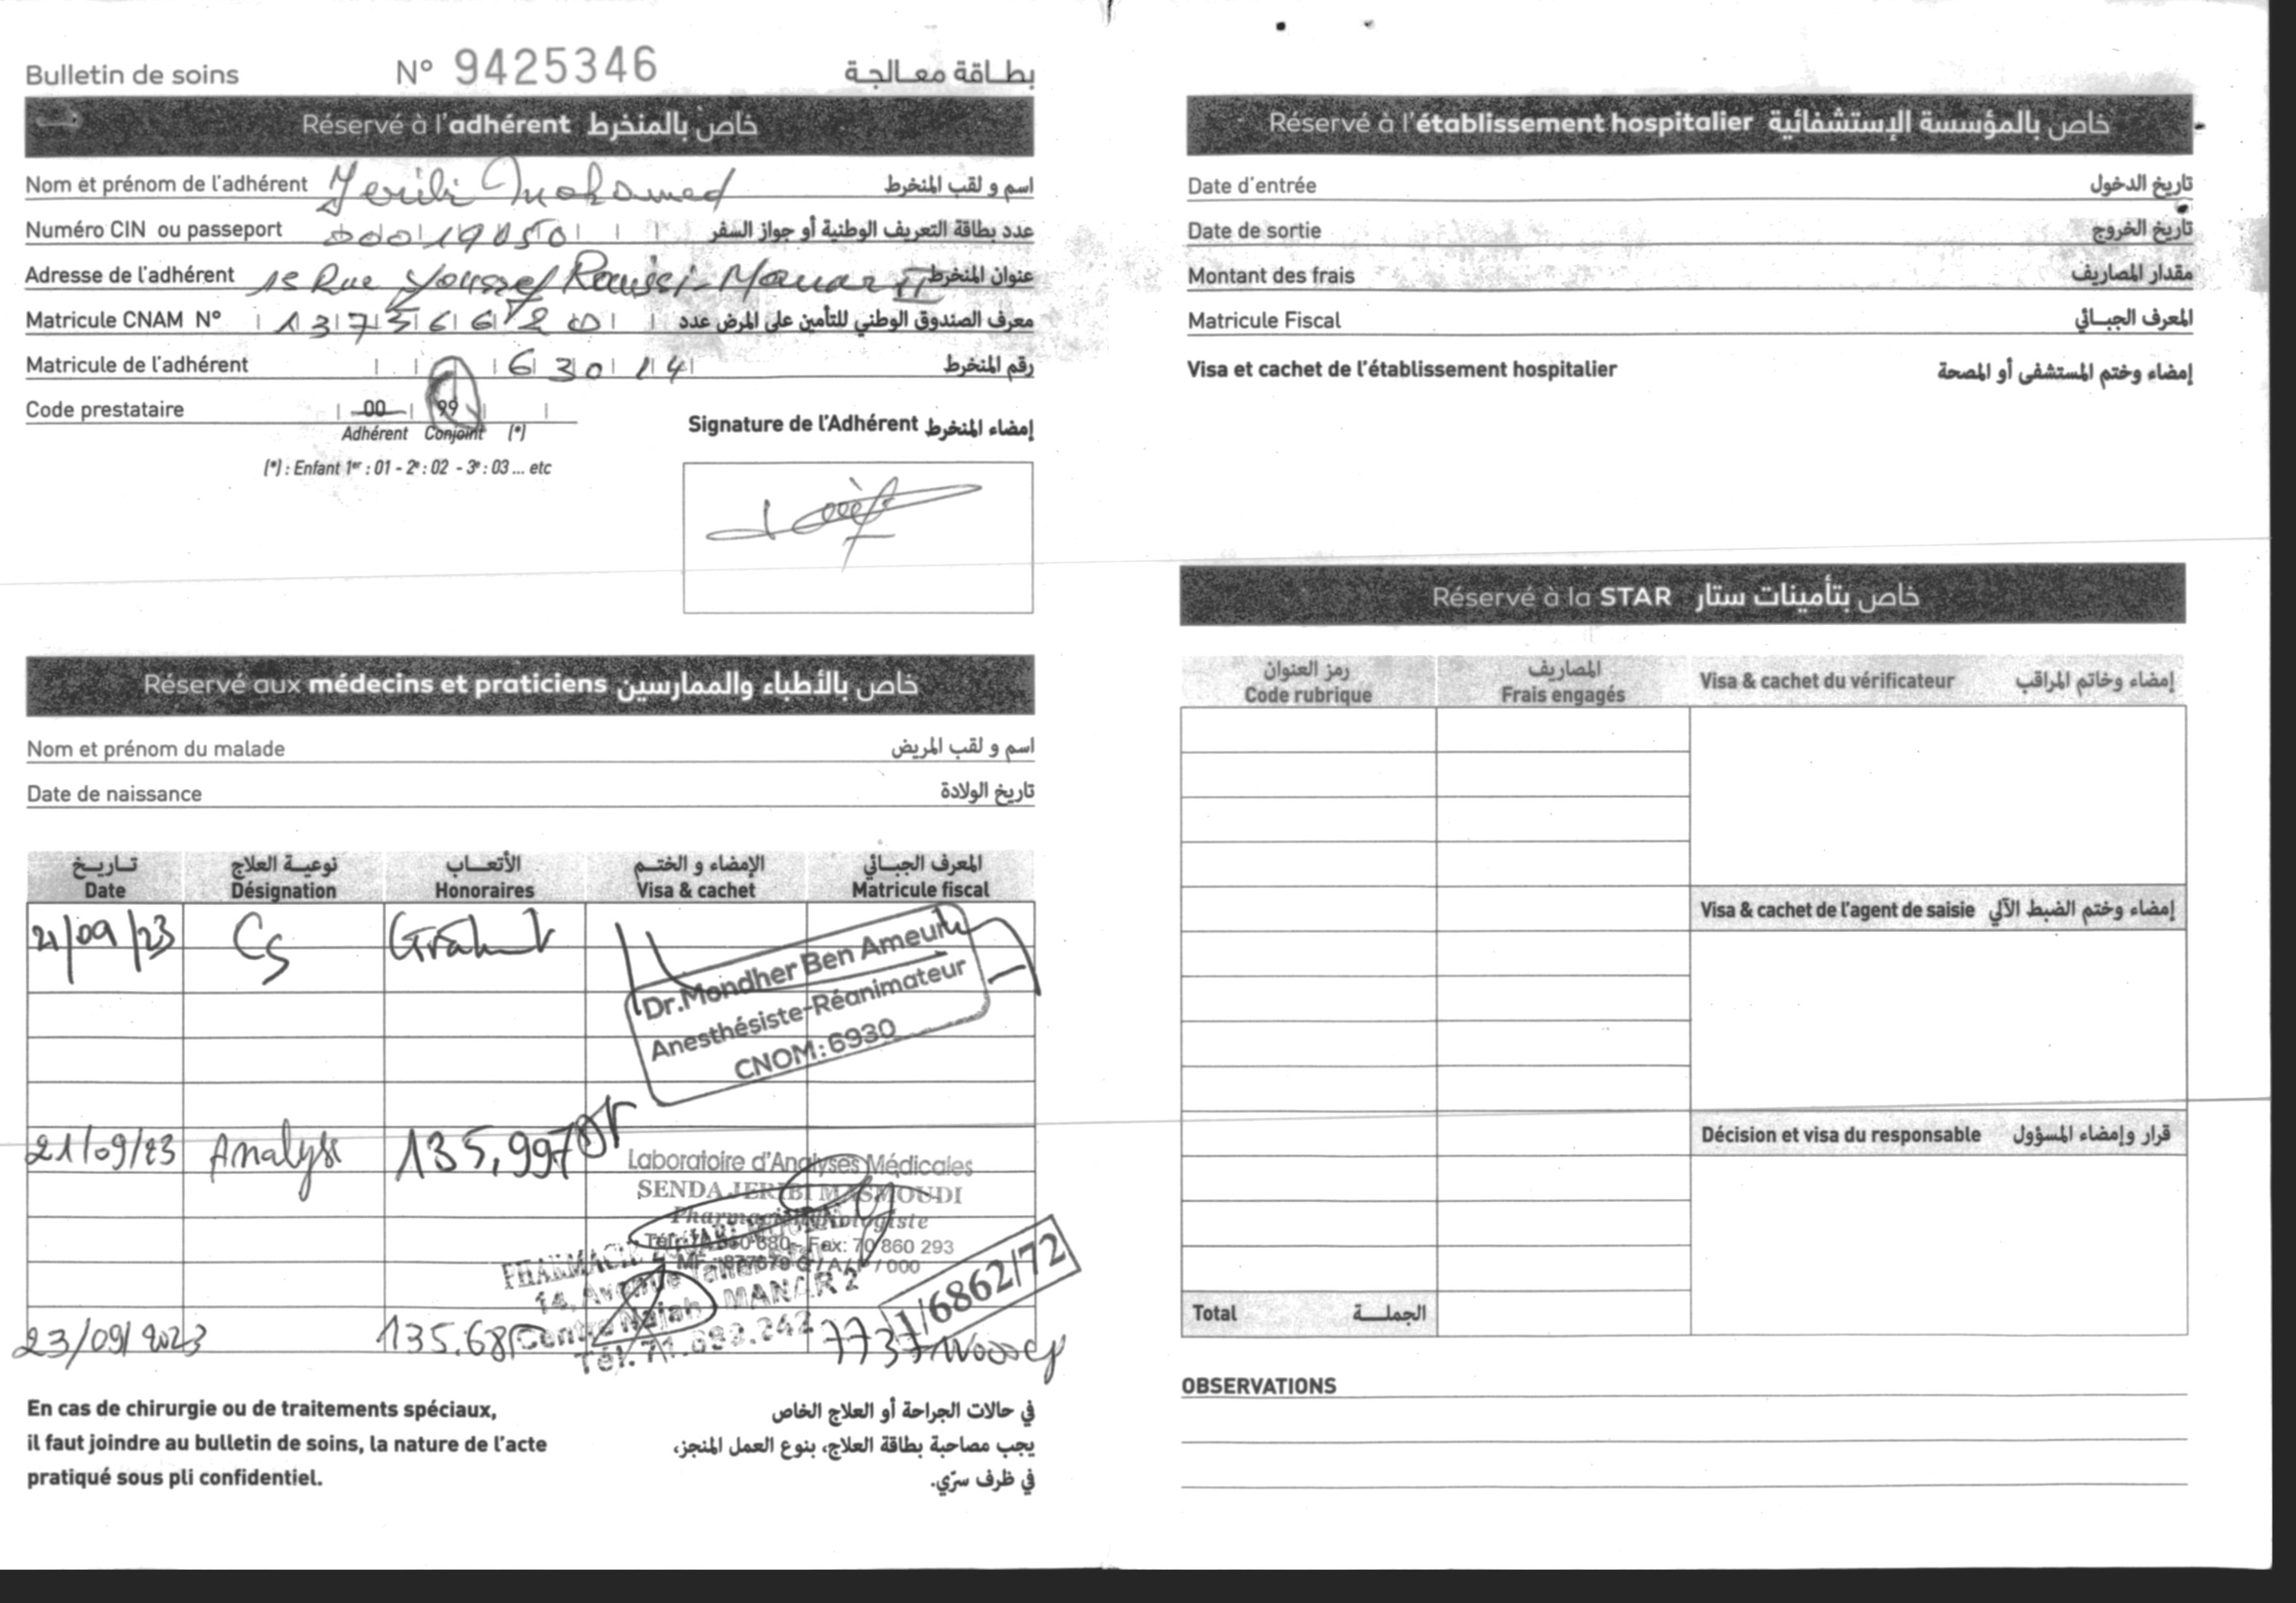 Bulletin de soins N° 9425346 بطاقة معالجة
Réservé à l'adhérent خاص بالمنخرط
Nom et prénom de l'adhérent Jeribi Mohamed اسم و لقب المنخرط
Numéro CIN ou passeport 00019050 عدد بطاقة التعريف الوطنية أو جواز السفر
Adresse de l'adhérent 15 Rue Youssef Rouissi - Manar II عنوان المنخرط
Matricule CNAM N° معرف الصندوق الوطني للتأمين على المرض عدد
Matricule de l'adhérent 63014 رقم المنخرط
Code prestataire 00 99
Adhérent Conjoint (*)
(*) : Enfant 1er : 01 - 2e : 02 - 3e : 03 ... etc
Signature de l'Adhérent إمضاء المنخرط
Réservé aux médecins et praticiens خاص بالأطباء والممارسين
Nom et prénom du malade اسم و لقب المريض
Date de naissance تاريخ الولادة
تاريخ نوعية العلاج الأتعاب الإمضاء و الختم المعرف الجبائي
Date Désignation Honoraires Visa & cachet Matricule fiscal
21/09/23 Cs Gratuit
Dr.Mondher Ben Ameur
Anesthésiste-Réanimateur
CNOM:6930
21/09/23 Analyse 135,997
Laboratoire d'Analyses Médicales
SENDA JERIBI MASMOUDI
Pharmacien Biologiste
Fax: 70 860 293
PHARMACIE
14, Avenue
Centre Najah MANAR 2
Tél. 71.893.242
1/6862/72
23/09/2023 135.685
En cas de chirurgie ou de traitements spéciaux,
il faut joindre au bulletin de soins, la nature de l'acte
pratiqué sous pli confidentiel.
في حالات الجراحة أو العلاج الخاص
يجب مصاحبة بطاقة العلاج، بنوع العمل المنجز،
في ظرف سرّي.
Réservé à l'établissement hospitalier خاص بالمؤسسة الإستشفائية
Date d'entrée تاريخ الدخول
Date de sortie تاريخ الخروج
Montant des frais مقدار المصاريف
Matricule Fiscal المعرف الجبائي
Visa et cachet de l'établissement hospitalier إمضاء وختم المستشفى أو المصحة
Réservé à la STAR خاص بتأمينات ستار
رمز العنوان المصاريف
Code rubrique Frais engagés Visa & cachet du vérificateur إمضاء وخاتم المراقب
Visa & cachet de l'agent de saisie إمضاء وختم الضبط الآلي
Décision et visa du responsable قرار وإمضاء المسؤول
Total الجملة
OBSERVATIONS